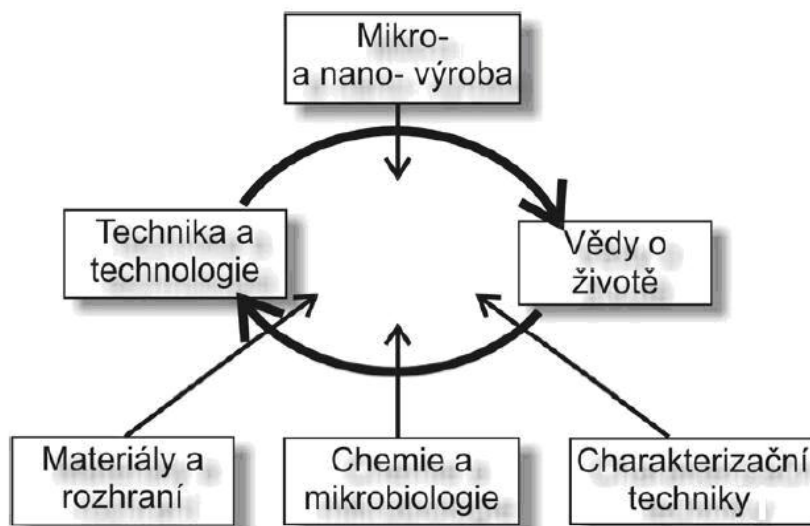 Mikro-
a nano- výroba
Technika a
technologie
Vědy o
životě
Materiály a
rozhraní
Chemie a
mikrobiologie
Charakterizační
techniky